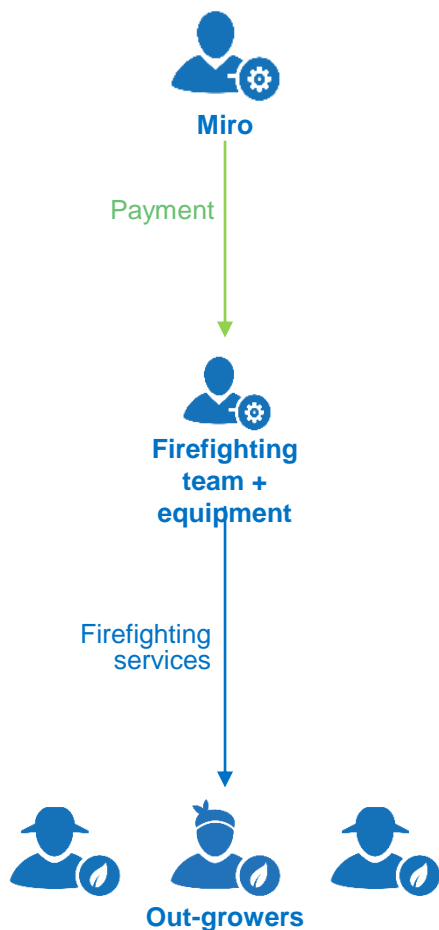 Miro
Payment
Firefighting
team +
equipment
Firefighting
services
Out-growers